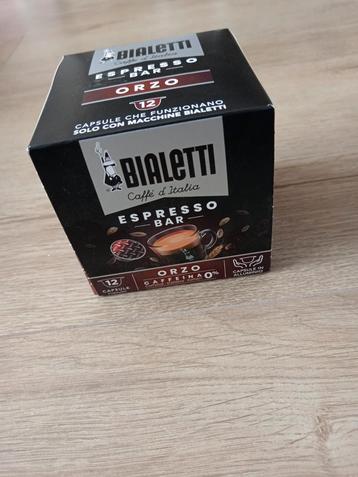 BIALETTI
Caffè d'Italia
ESPRESSO
BAR
ORZO
12
CAPSULE CHE FUNZIONANO
SOLO CON MACCHINE BIALETTI
BIALETTI
Caffè d'Italia
ESPRESSO
BAR
12
CAPSULE
ORZO
CAFFEINA 0%
CAPSULE IN
ALLUMINIO